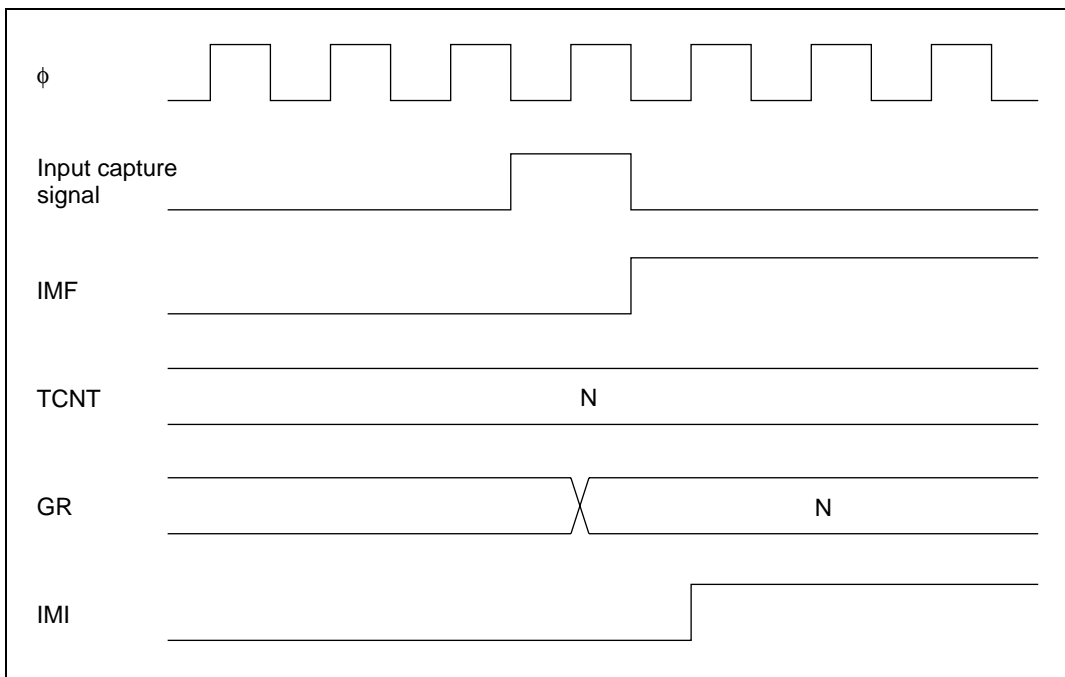 ϕ
Input capture
signal
IMF
TCNT
N
GR
N
IMI